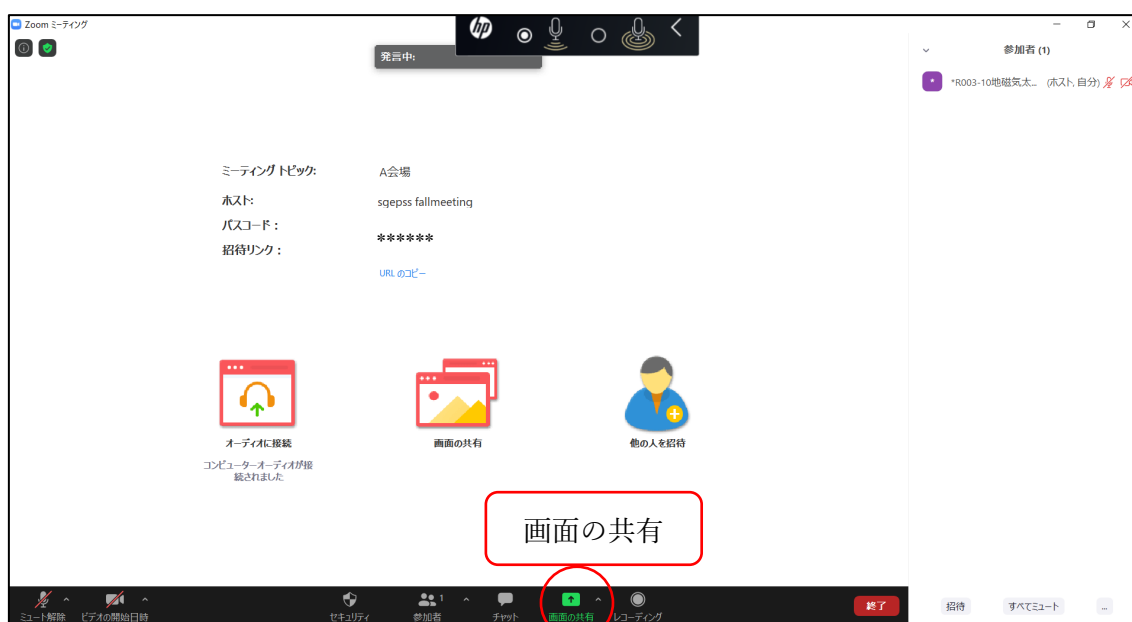 Zoom ミーティング
hp
発言中:
参加者 (1)
*R003-10地磁気太... (ホスト, 自分)
ミーティング トピック: A会場
ホスト: sgepss fallmeeting
パスコード: ******
招待リンク:
URL のコピー
オーディオに接続
画面の共有
他の人を招待
コンピューターオーディオが接
続されました
画面の共有
ミュート解除
ビデオの開始日時
セキュリティ
参加者
1
チャット
画面の共有
レコーディング
終了
招待
すべてミュート
...